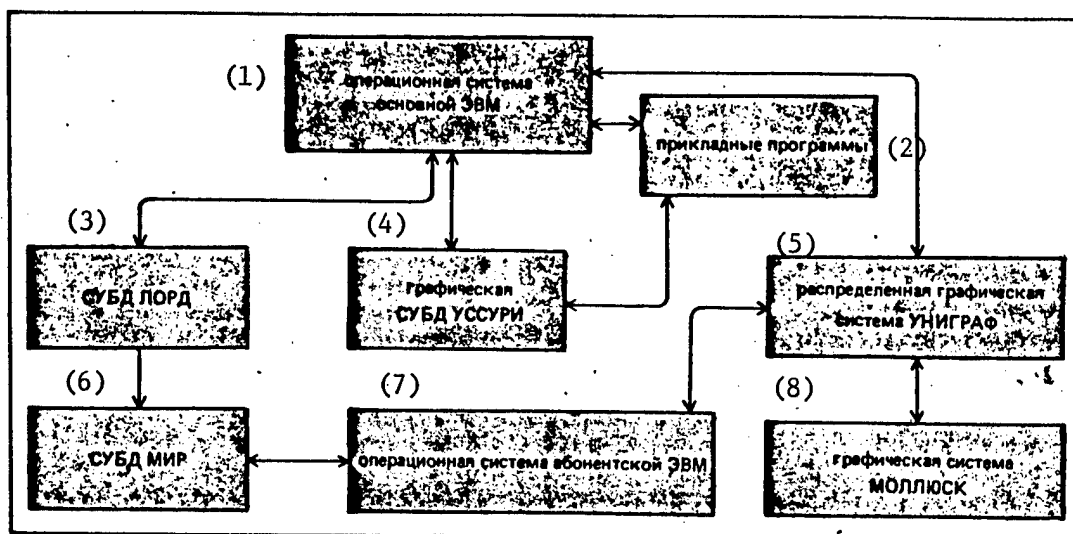 (1)
операционная система
основной ЭВМ
прикладные программы
(2)
(3)
(4)
(5)
СУБД ЛОРД
графическая
СУБД УССУРИ
распределенная графическая
система УНИГРАФ
(6)
(7)
(8)
СУБД МИР
операционная система абонентской ЭВМ
графическая система
МОЛЛЮСК